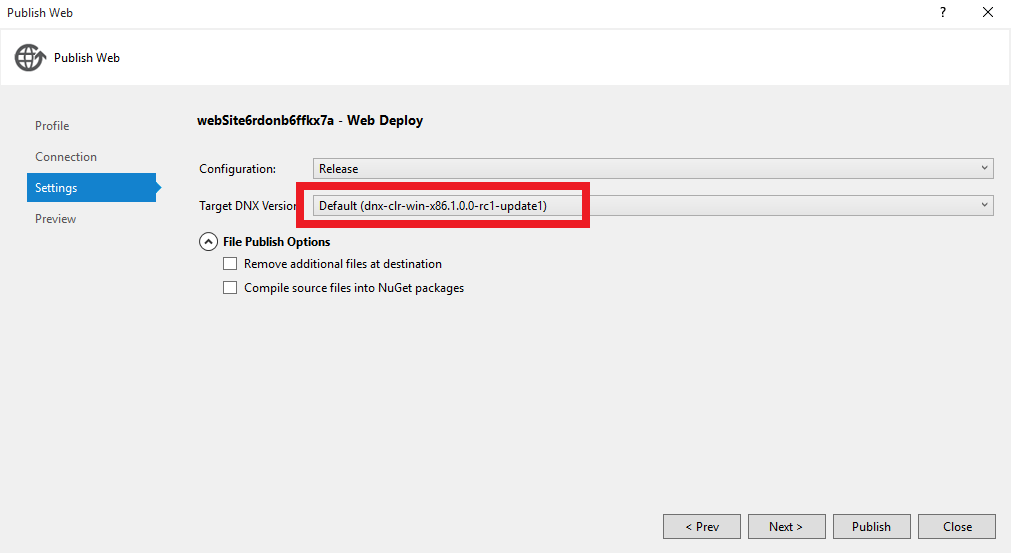 Publish Web
?
Publish Web
Profile
Connection
Settings
Preview
webSite6rdonb6ffkx7a - Web Deploy
Configuration: Release
Target DNX Version Default (dnx-clr-win-x86.1.0.0-rc1-update1)
File Publish Options
Remove additional files at destination
Compile source files into NuGet packages
< Prev Next > Publish Close